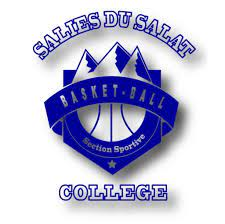 SALIES DU SALAT
BASKET-BALL
Section Sportive
COLLEGE